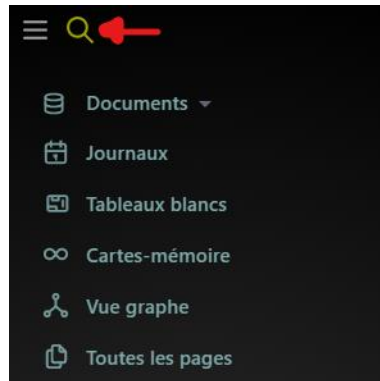 Documents
Journaux
Tableaux blancs
Cartes-mémoire
Vue graphe
Toutes les pages